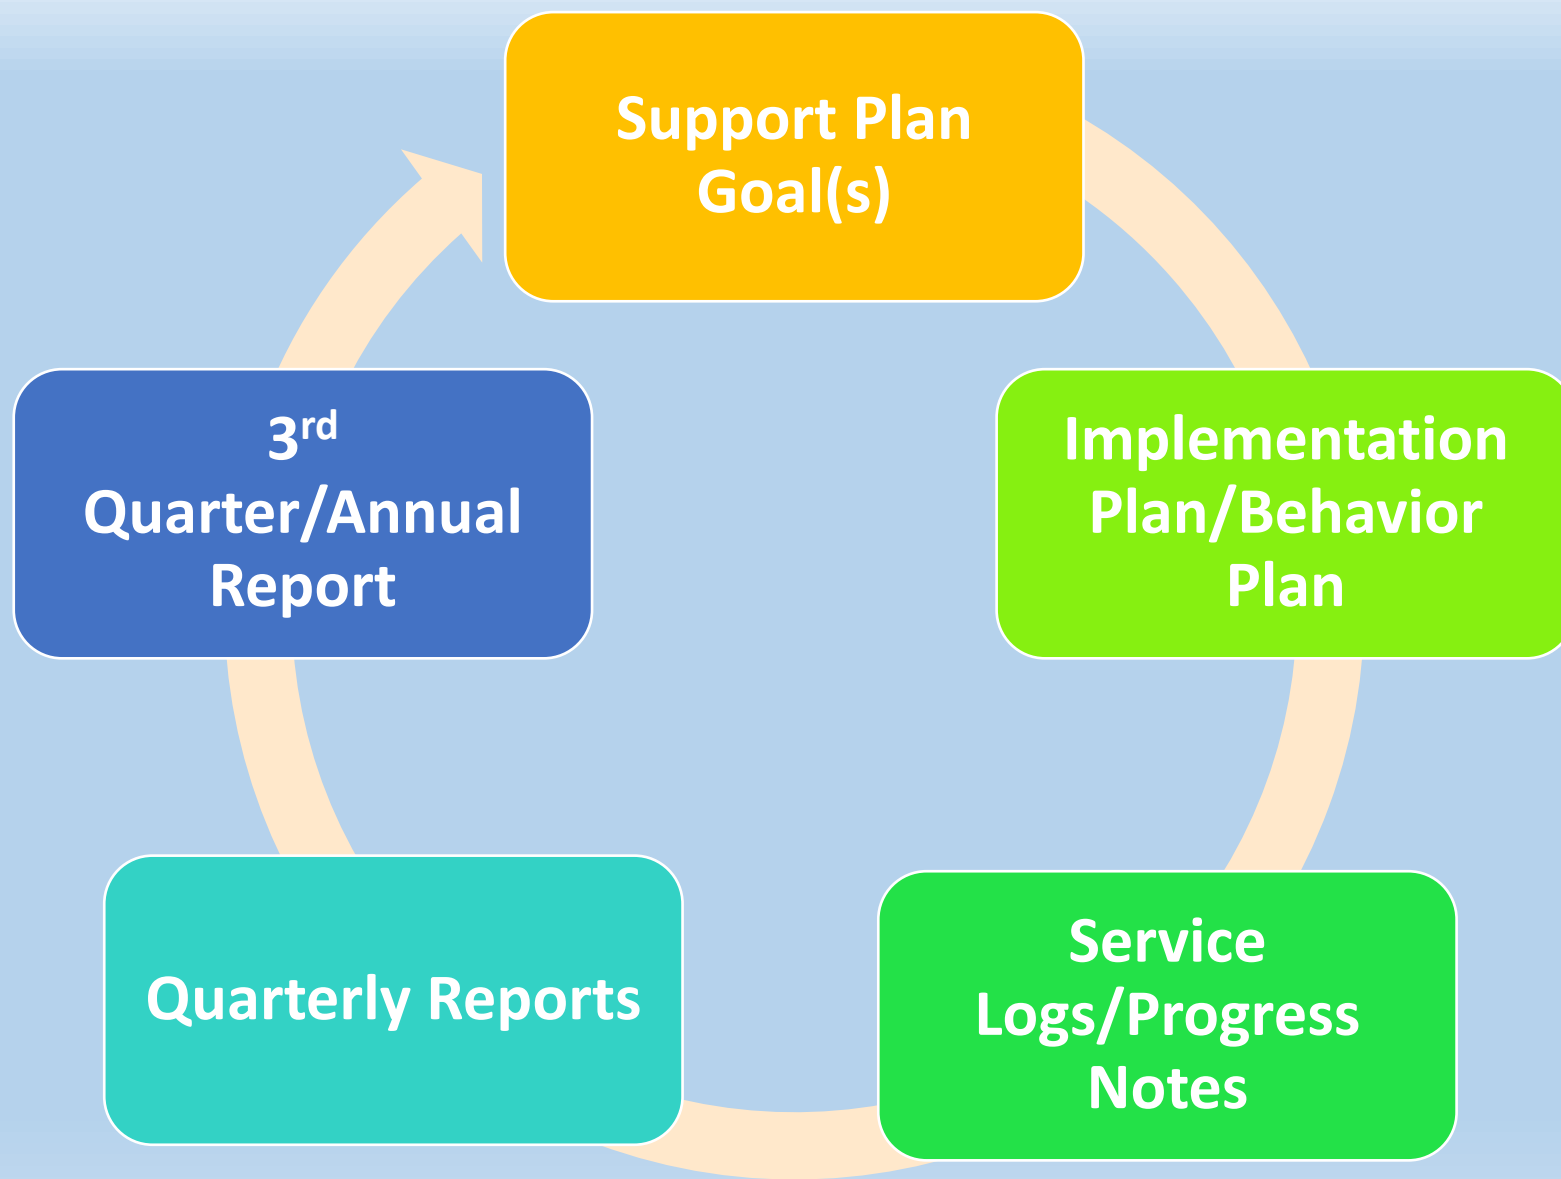 Support Plan
Goal(s)
Implementation
Plan/Behavior
Plan
Service
Logs/Progress
Notes
Quarterly Reports
3rd
Quarter/Annual
Report